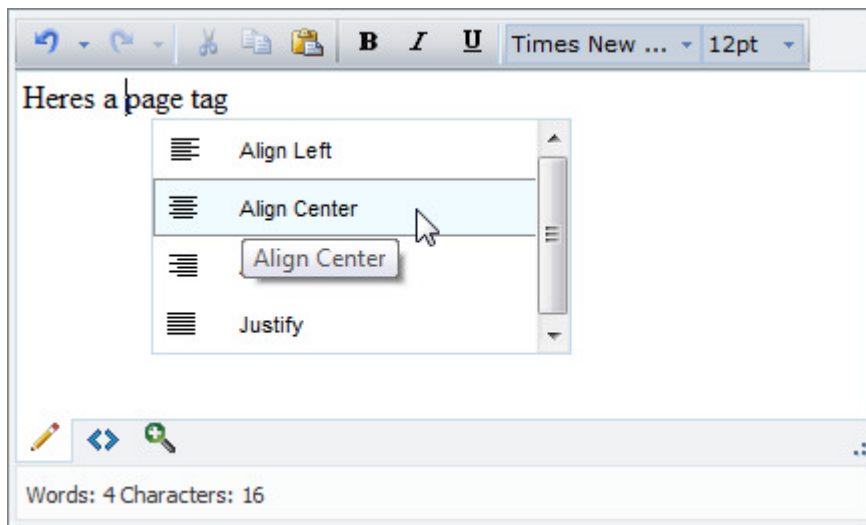 B I U Times New ... 12pt
Heres a page tag
Align Left
Align Center
Align Center
Justify
Words: 4 Characters: 16